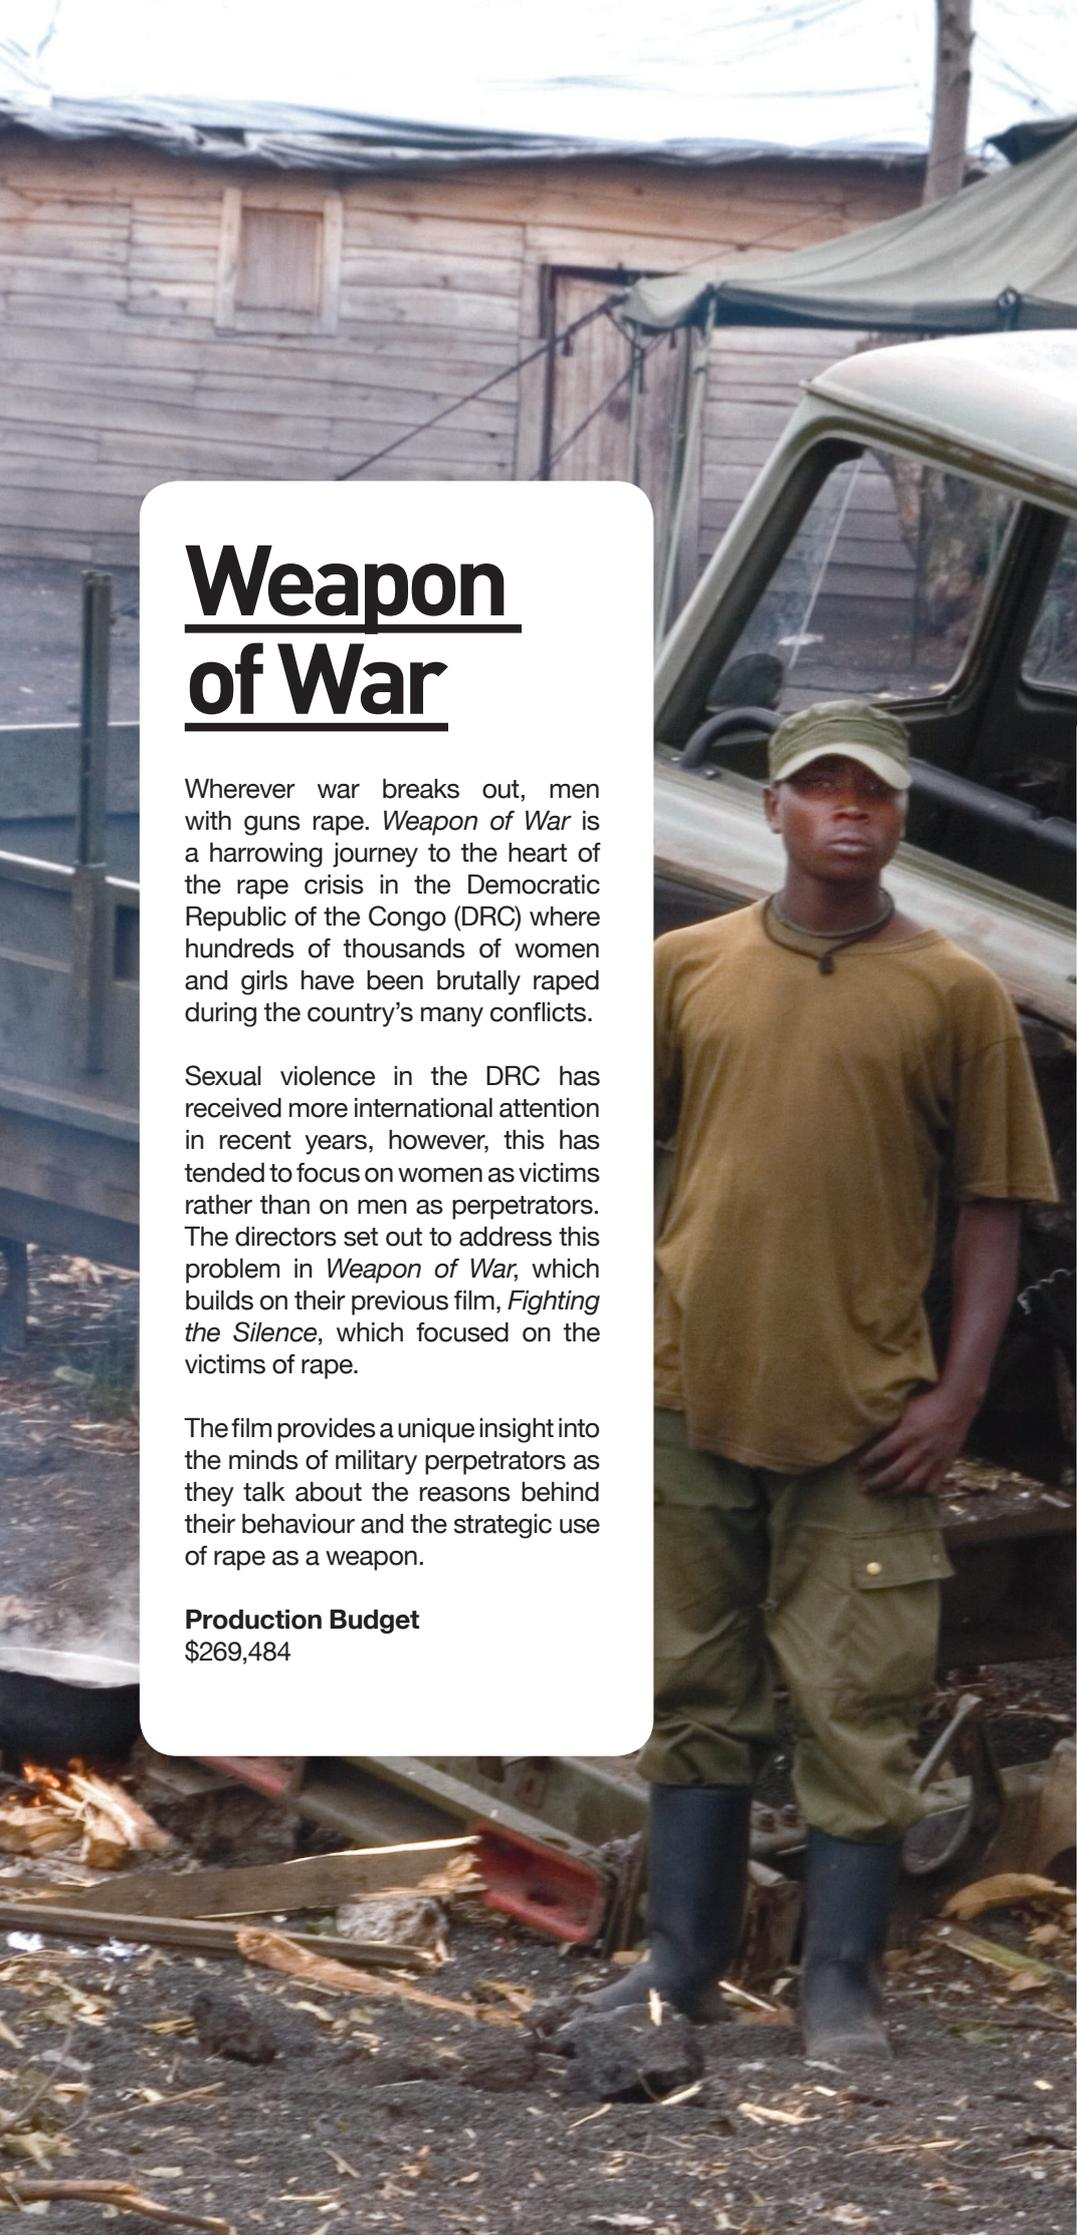 Weapon
of War
Wherever war breaks out, men
with guns rape. Weapon of War is
a harrowing journey to the heart of
the rape crisis in the Democratic
Republic of the Congo (DRC) where
hundreds of thousands of women
and girls have been brutally raped
during the country’s many conflicts.
Sexual violence in the DRC has
received more international attention
in recent years, however, this has
tended to focus on women as victims
rather than on men as perpetrators.
The directors set out to address this
problem in Weapon of War, which
builds on their previous film, Fighting
the Silence, which focused on the
victims of rape.
The film provides a unique insight into
the minds of military perpetrators as
they talk about the reasons behind
their behaviour and the strategic use
of rape as a weapon.
Production Budget
$269,484